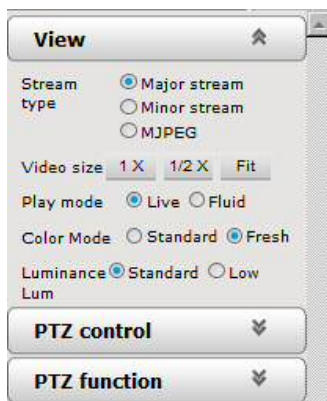 View
Stream type
Major stream
Minor stream
MJPEG
Video size 1 X 1/2 X Fit
Play mode Live Fluid
Color Mode Standard Fresh
Luminance Standard Low
Lum
PTZ control
PTZ function